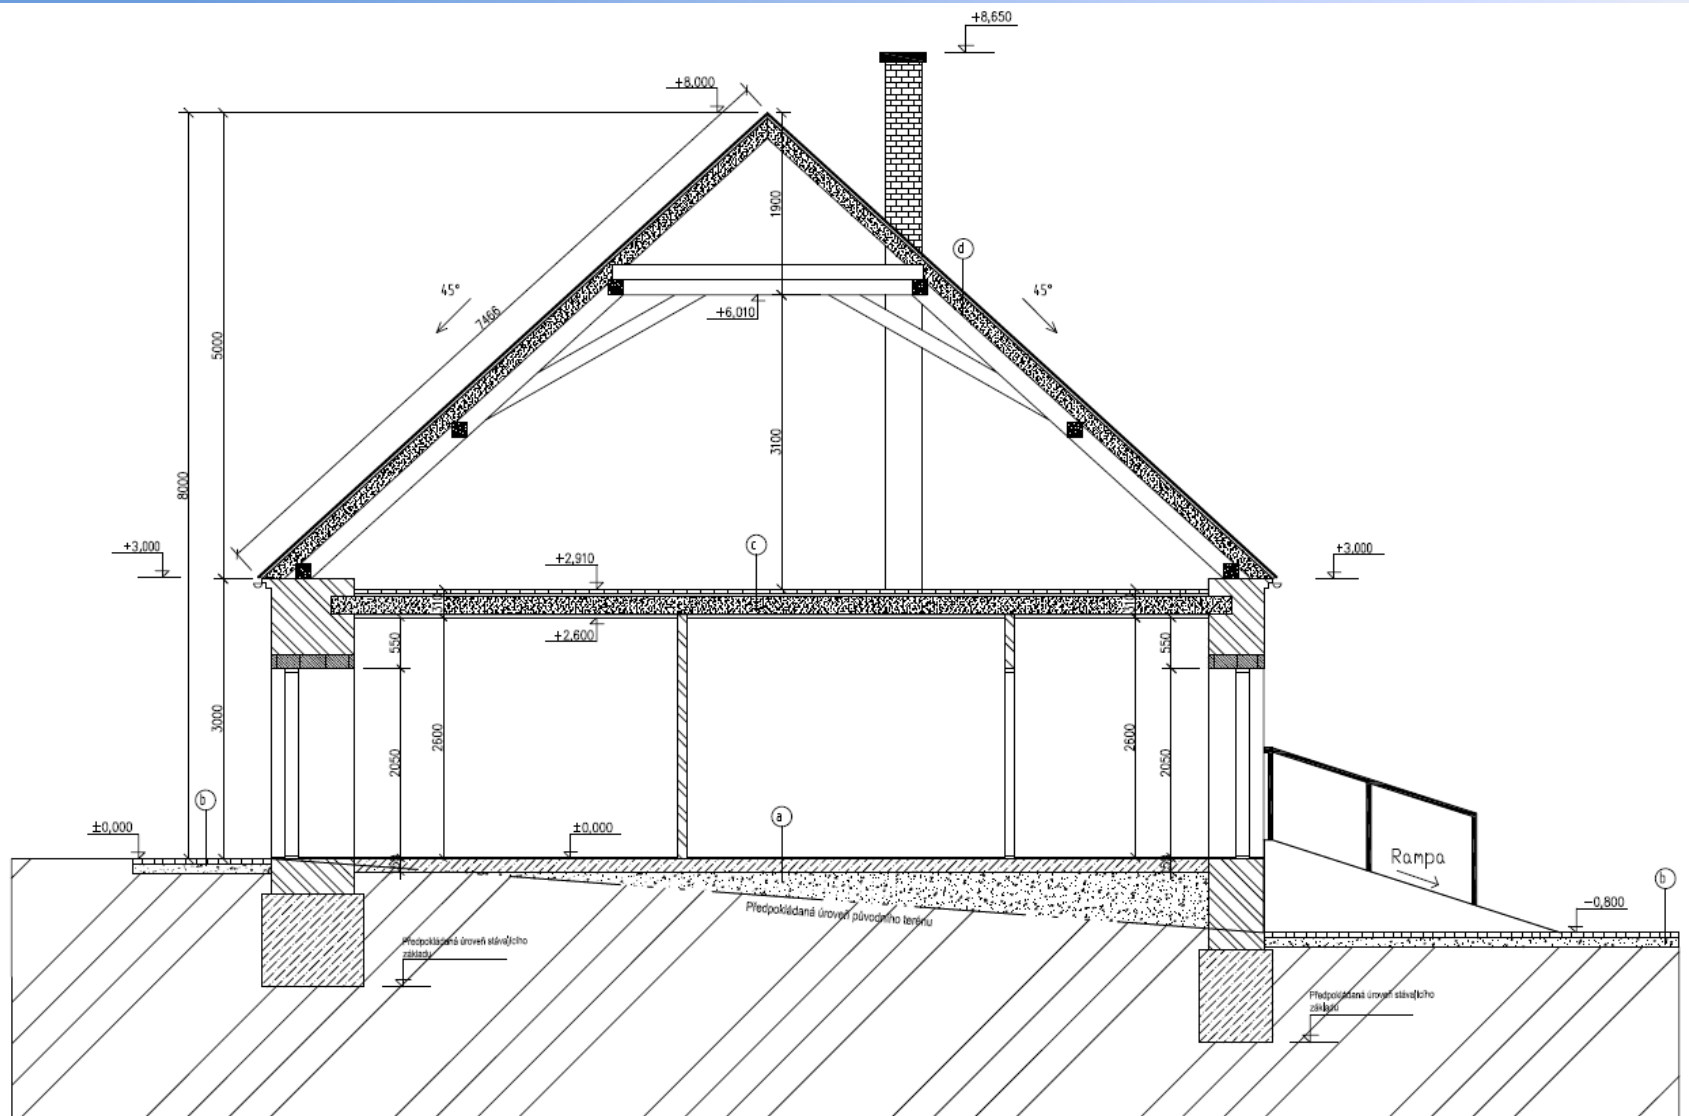 +8,650
+8,000
1900
d
45°
45°
7466
+6,010
5000
3100
8000
+3,000
+2,910
c
+3,000
+2,600
550
550
3000
2600
2600
2050
2050
b
a
±0,000
±0,000
Rampa
b
Předpokládaná úroveň původního terénu
-0,800
Předpokládaná úroveň stávajícího
základu
Předpokládaná úroveň stávajícího
základu